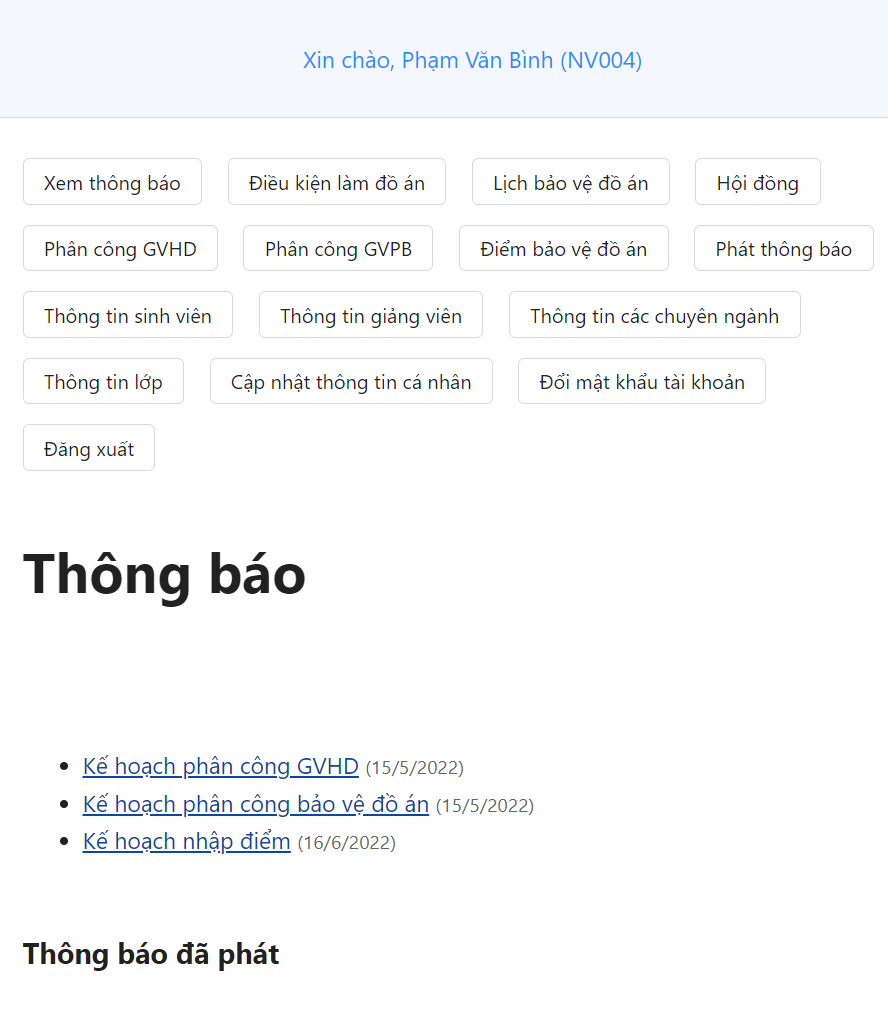 Xin chào, Phạm Văn Bình (NV004)
Xem thông báo Điều kiện làm đồ án Lịch bảo vệ đồ án Hội đồng
Phân công GVHD Phân công GVPB Điểm bảo vệ đồ án Phát thông báo
Thông tin sinh viên Thông tin giảng viên Thông tin các chuyên ngành
Thông tin lớp Cập nhật thông tin cá nhân Đổi mật khẩu tài khoản
Đăng xuất
Thông báo
Kế hoạch phân công GVHD (15/5/2022)
Kế hoạch phân công bảo vệ đồ án (15/5/2022)
Kế hoạch nhập điểm (16/6/2022)
Thông báo đã phát